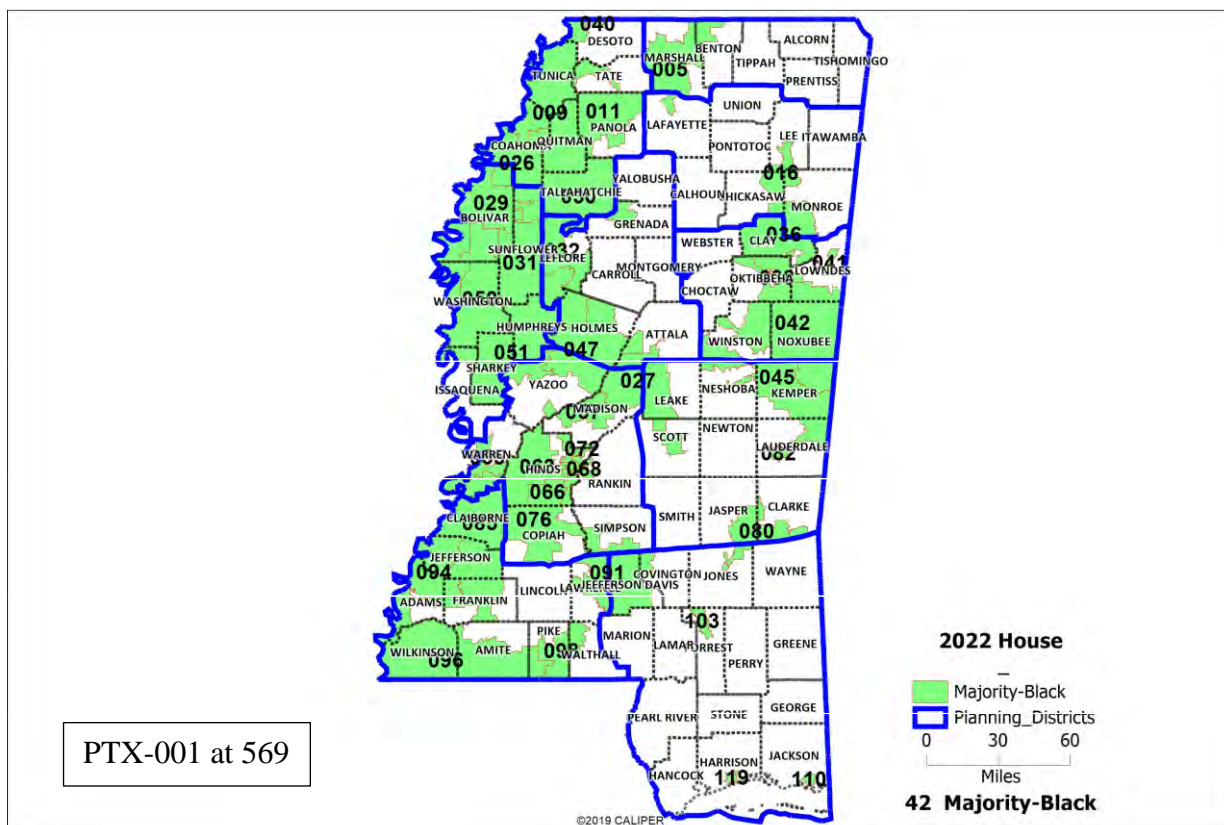 040
DESOTO
MARSHALL
BENTON
ALCORN
TIPPAH
TISHOMINGO
PRENTISS
005
TUNICA
TATE
009
011
PANOLA
LAFAYETTE
UNION
LEE
ITAWAMBA
COAHOMA
QUITMAN
PONTOTOC
026
TALLAHATCHIE
YALOBUSHA
CALHOUN
CHICKASAW
016
MONROE
029
BOLIVAR
GRENADA
WEBSTER
CLAY
036
SUNFLOWER
031
LEFLORE
CARROLL
MONTGOMERY
CHOCTAW
OKTIBBEHA
041
LOWNDES
WASHINGTON
HUMPHREYS
HOLMES
ATTALA
WINSTON
042
NOXUBEE
051
SHARKEY
047
ISSAQUENA
YAZOO
027
MADISON
LEAKE
NESHOBA
045
KEMPER
SCOTT
NEWTON
LAUDERDALE
082
WARREN
072
HINDS
068
RANKIN
066
SMITH
JASPER
CLARKE
CLAIBORNE
076
COPIAH
SIMPSON
080
JEFFERSON
094
091
COVINGTON
JONES
WAYNE
ADAMS
FRANKLIN
LINCOLN
LAWRENCE
JEFFERSON DAVIS
103
WILKINSON
096
AMITE
PIKE
098
WALTHALL
MARION
LAMAR
FORREST
PERRY
GREENE
PEARL RIVER
STONE
GEORGE
HANCOCK
HARRISON
119
JACKSON
110
2022 House
Majority-Black
Planning_Districts
0 30 60
Miles
42 Majority-Black
PTX-001 at 569
©2019 CALIPER